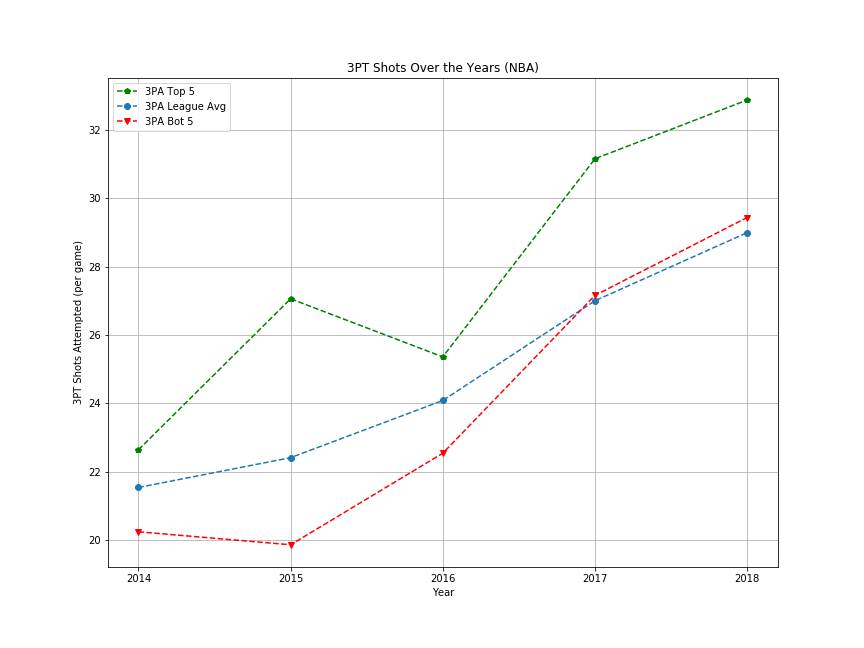 3PT Shots Over the Years (NBA)
3PA Top 5
3PA League Avg
3PA Bot 5
3PT Shots Attempted (per game)
32
30
28
26
24
22
20
2014 2015 2016 2017 2018
Year